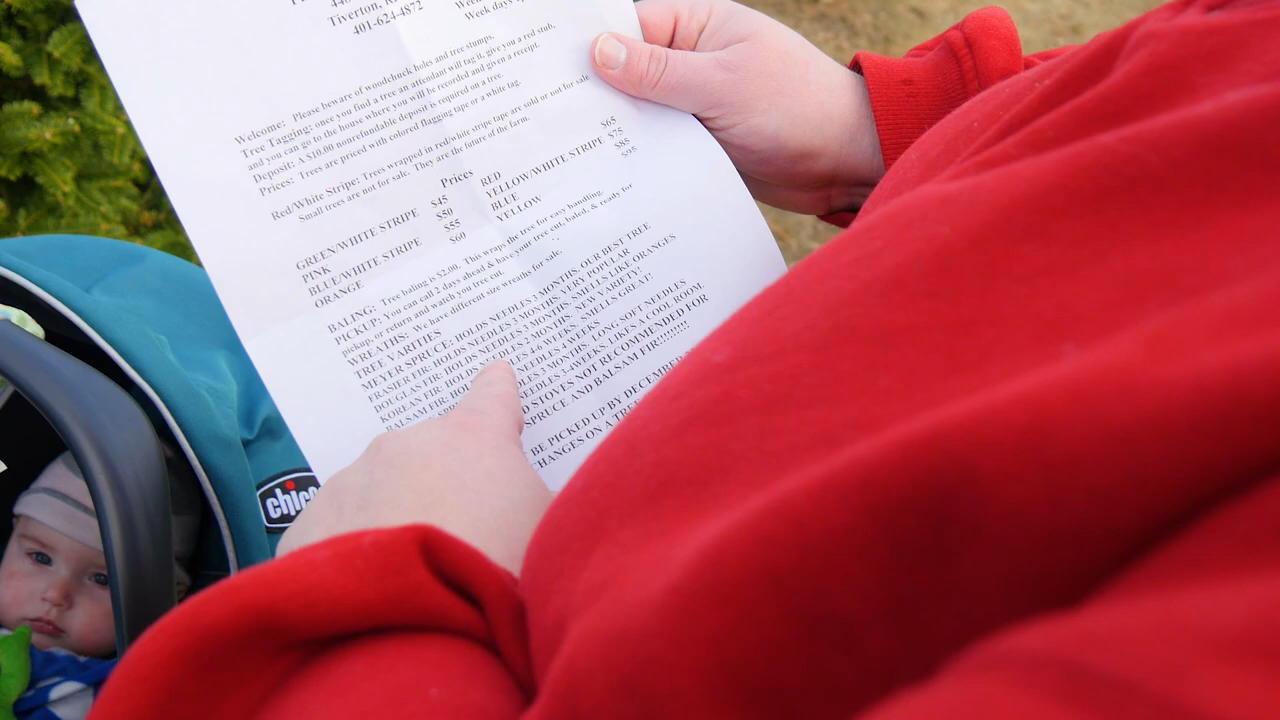 Tiverton, R
401-624-4872
Week days
Welcome: Please beware of woodchuck holes and tree stumps,
Tree Tagging: once you find a tree an attendant will tag it, give you a red stub,
and you can go to the house where you will be recorded and given a receipt.
Deposit: A $10.00 nonrefundable deposit is required on a tree.
Prices: Trees are priced with colored flagging tape or a white tag.
Red/White Stripe: Trees wrapped in red/white stripe tape are sold or not for sale
Small trees are not for sale. They are the future of the farm.
Prices
GREEN/WHITE STRIPE $45 RED $65
PINK $50 YELLOW/WHITE STRIPE $75
BLUE/WHITE STRIPE $55 BLUE $85
ORANGE $60 YELLOW $95
BALING: Tree baling is $2.00. This wraps the tree for easy handling.
PICKUP: You can call 2 days ahead & have your tree cut, baled, & ready for
pickup, or return and watch you tree cut.
WREATHS: We have different size wreaths for sale.
TREE VARITIES
MEYER SPRUCE: HOLDS NEEDLES 3 MONTHS. OUR BEST TREE
FRASIER FIR: HOLDS NEEDLES 3 MONTHS. VERY POPULAR
DOUGLAS FIR: HOLDS NEEDLES 2 MONTHS. SMELLS LIKE ORANGES
KOREAN FIR: HOLDS NEEDLES 2 MONTHS. NEW VARIETY!
BALSAM FIR: HOLDS NEEDLES 4 WEEKS. SMELLS GREAT!
NEEDLES 3 MONTHS. LONG SOFT NEEDLES
NEEDLES 4 WEEKS
NEEDLES 3-4WEEKS. LIKES A COOL ROOM
D STOVES NOT RECOMMENDED FOR
SPRUCE AND BALSAM FIR!!!!!!!
BE PICKED UP BY DECEMBER
HANGES ON A TREE
chicc